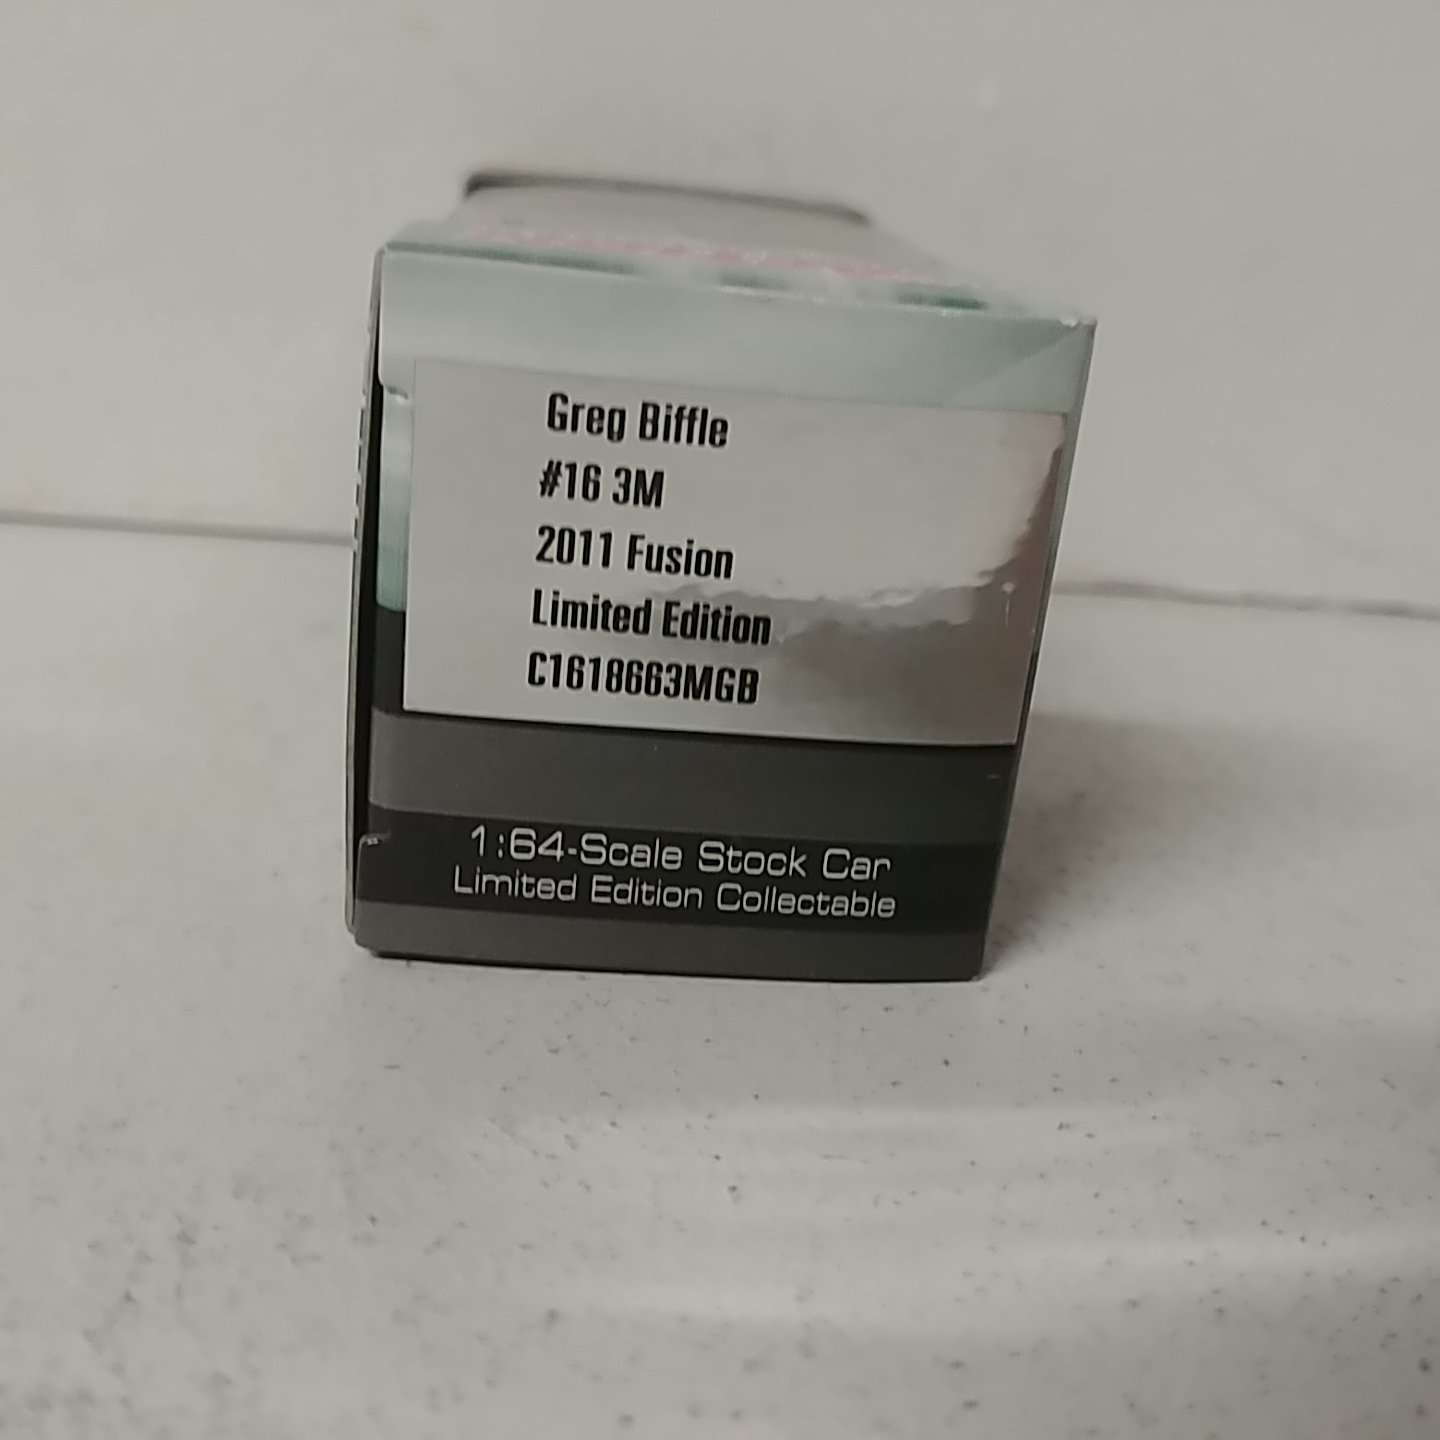 Greg Biffle
#16 3M
2011 Fusion
Limited Edition
C1618663MGB
1:64-Scale Stock Car
Limited Edition Collectable